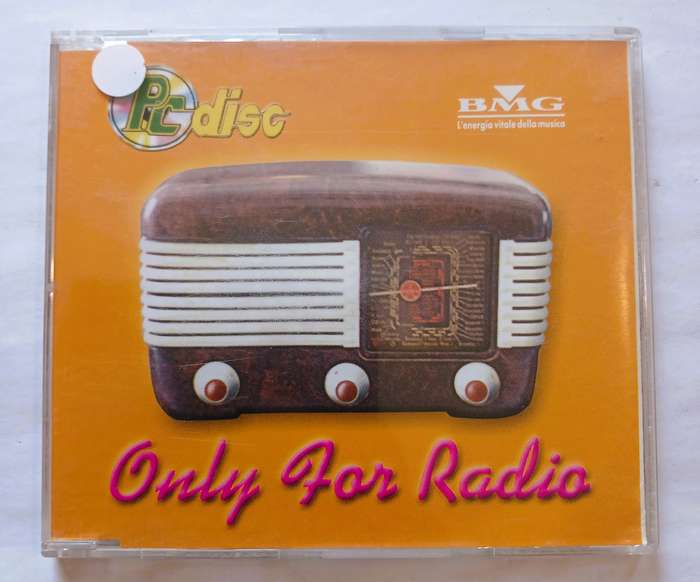 PC disc
BMG
L'energia vitale della musica
Only For Radio